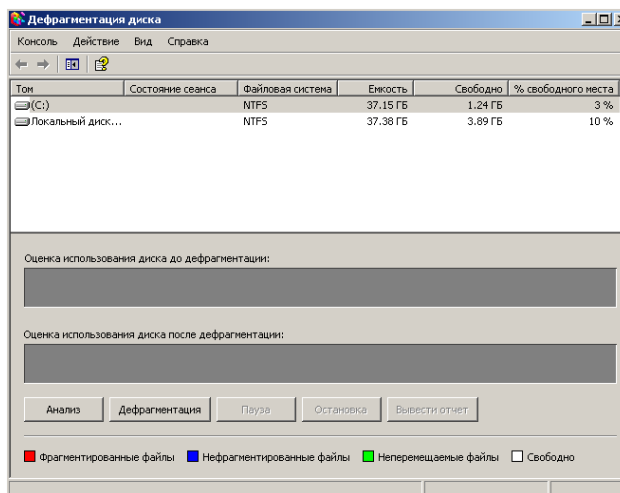 Дефрагментация диска
Консоль Действие Вид Справка
Том Состояние сеанса Файловая система Емкость Свободно % свободного места
(C:) NTFS 37.15 ГБ 1.24 ГБ 3 %
Локальный диск... NTFS 37.38 ГБ 3.89 ГБ 10 %
Оценка использования диска до дефрагментации:
Оценка использования диска после дефрагментации:
Анализ Дефрагментация Пауза Остановка Вывести отчет
Фрагментированные файлы Нефрагментированные файлы Неперемещаемые файлы Свободно